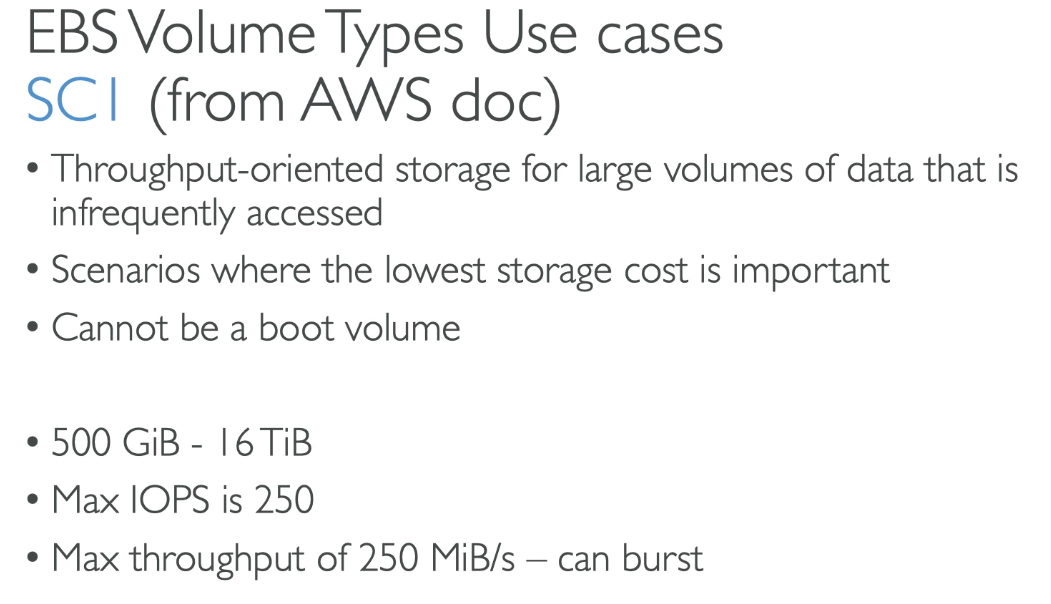 EBS Volume Types Use cases
SC1 (from AWS doc)
• Throughput-oriented storage for large volumes of data that is
infrequently accessed
• Scenarios where the lowest storage cost is important
• Cannot be a boot volume
• 500 GiB - 16 TiB
• Max IOPS is 250
• Max throughput of 250 MiB/s – can burst